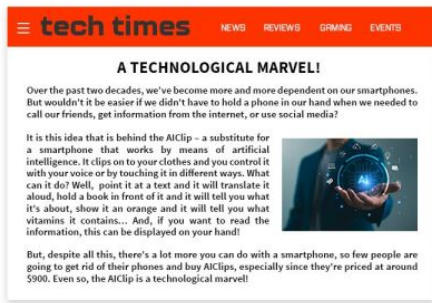 tech times
NEWS REVIEWS GAMING EVENTS
A TECHNOLOGICAL MARVEL!
Over the past two decades, we've become more and more dependent on our smartphones.
But wouldn't it be easier if we didn't have to hold a phone in our hand when we needed to
call our friends, get information from the internet, or use social media?
It is this idea that is behind the AIClip – a substitute for
a smartphone that works by means of artificial
intelligence. It clips on to your clothes and you control it
with your voice or by touching it in different ways. What
can it do? Well, point it at a text and it will translate it
aloud, hold a book in front of it and it will tell you what
it's about, show it an orange and it will tell you what
vitamins it contains... And, if you want to read the
information, this can be displayed on your hand!
But, despite all this, there's a lot more you can do with a smartphone, so few people are
going to get rid of their phones and buy AIClips, especially since they're priced at around
$900. Even so, the AIClip is a technological marvel!